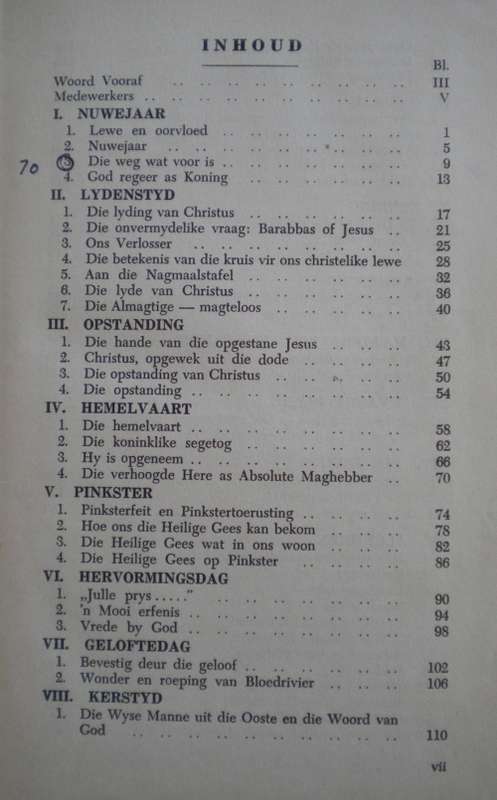 INHOUD
Bl.
Woord Vooraf .. .. .. .. .. .. .. .. .. III
Medewerkers .. .. .. .. .. .. .. .. .. .. V
I. NUWEJAAR
1. Lewe en oorvloed .. .. .. .. .. .. .. 1
2. Nuwejaar .. .. .. .. .. .. .. .. .. 5
70 3. Die weg wat voor is .. .. .. .. .. .. .. 9
4. God regeer as Koning .. .. .. .. .. .. 13
II. LYDENSTYD
1. Die lyding van Christus .. .. .. .. .. .. 17
2. Die onvermydelike vraag: Barabbas of Jesus .. 21
3. Ons Verlosser .. .. .. .. .. .. .. .. 25
4. Die betekenis van die kruis vir ons christelike lewe 28
5. Aan die Nagmaalstafel .. .. .. .. .. .. 32
6. Die lyde van Christus .. .. .. .. .. .. 36
7. Die Almagtige — magteloos .. .. .. .. .. 40
III. OPSTANDING
1. Die hande van die opgestane Jesus .. .. .. 43
2. Christus, opgewek uit die dode .. .. .. .. 47
3. Die opstanding van Christus .. .. .. .. .. 50
4. Die opstanding .. .. .. .. .. .. .. .. 54
IV. HEMELVAART
1. Die hemelvaart .. .. .. .. .. .. .. .. 58
2. Die koninklike segetog .. .. .. .. .. .. 62
3. Hy is opgeneem .. .. .. .. .. .. .. .. 66
4. Die verhoogde Here as Absolute Maghebber .. 70
V. PINKSTER
1. Pinksterfeit en Pinkstertoerusting .. .. .. .. 74
2. Hoe ons die Heilige Gees kan bekom .. .. .. 78
3. Die Heilige Gees wat in ons woon .. .. .. 82
4. Die Heilige Gees op Pinkster .. .. .. .. 86
VI. HERVORMINGSDAG
1. „Julle prys.....” .. .. .. .. .. .. .. 90
2. 'n Mooi erfenis .. .. .. .. .. .. .. .. 94
3. Vrede by God .. .. .. .. .. .. .. .. 98
VII. GELOFTEDAG
1. Bevestig deur die geloof .. .. .. .. .. .. 102
2. Wonder en roeping van Bloedrivier .. .. .. 106
VIII. KERSTYD
1. Die Wyse Manne uit die Ooste en die Woord van
God .. .. .. .. .. .. .. .. .. .. 110
vii